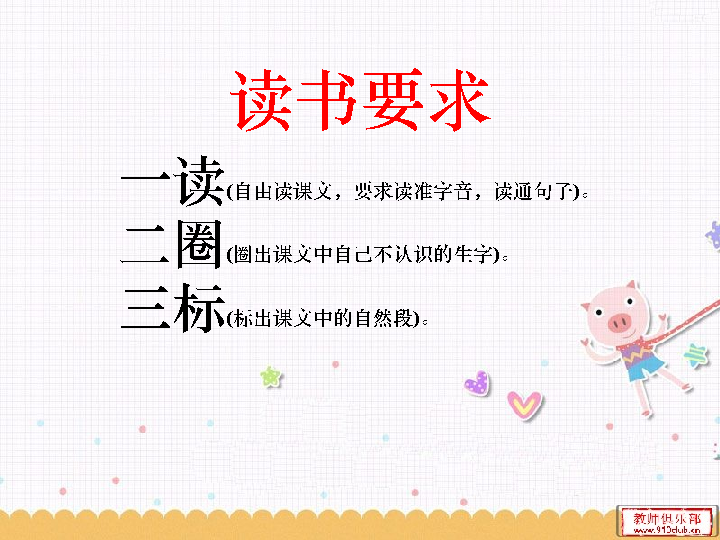 读书要求
一读(自由读课文，要求读准字音，读通句子)。
二圈(圈出课文中自己不认识的生字)。
三标(标出课文中的自然段)。
教师俱乐部
www.910club.cn